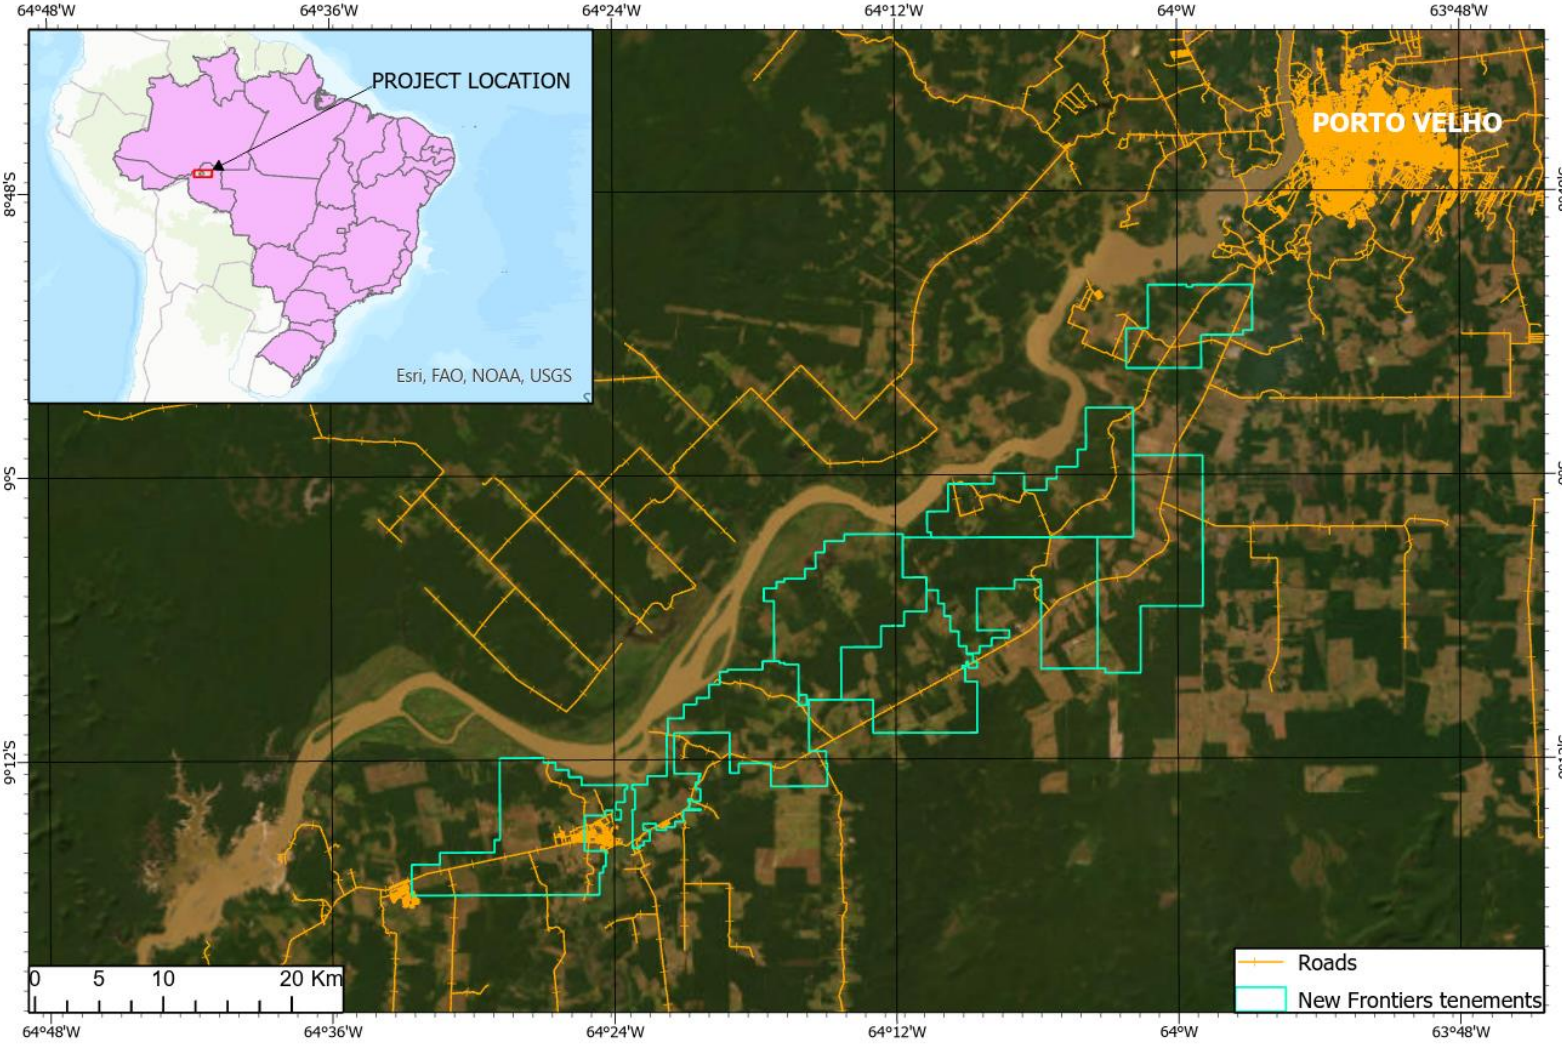 64°48'W 64°36'W 64°24'W 64°12'W 64°W 63°48'W
PROJECT LOCATION
PORTO VELHO
8°48'S
Esri, FAO, NOAA, USGS
9°S
9°12'S
0 5 10 20 Km
Roads
New Frontiers tenements
64°48'W 64°36'W 64°24'W 64°12'W 64°W 63°48'W